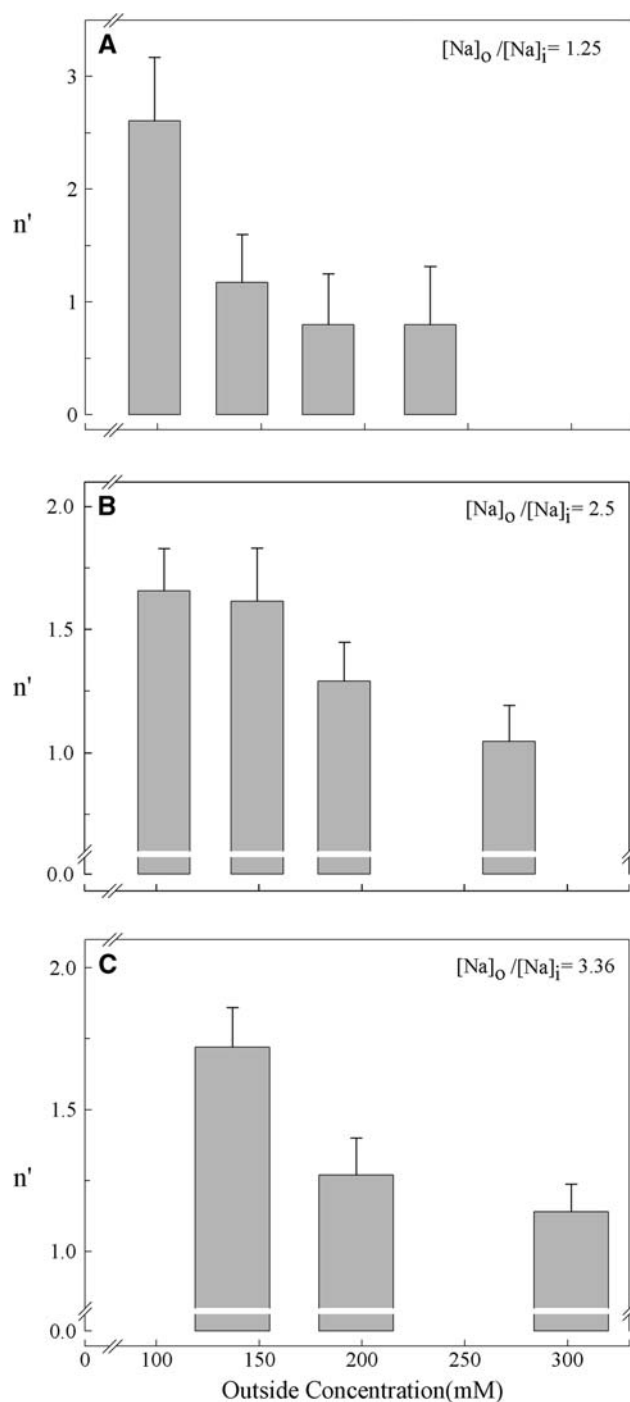 A
[Na]o /[Na]i = 1.25
3
2
n'
1
0
B
[Na]o /[Na]i = 2.5
2.0
1.5
n'
1.0
0.0
C
[Na]o /[Na]i = 3.36
2.0
1.5
n'
1.0
0.0
0 100 150 200 250 300
Outside Concentration(mM)